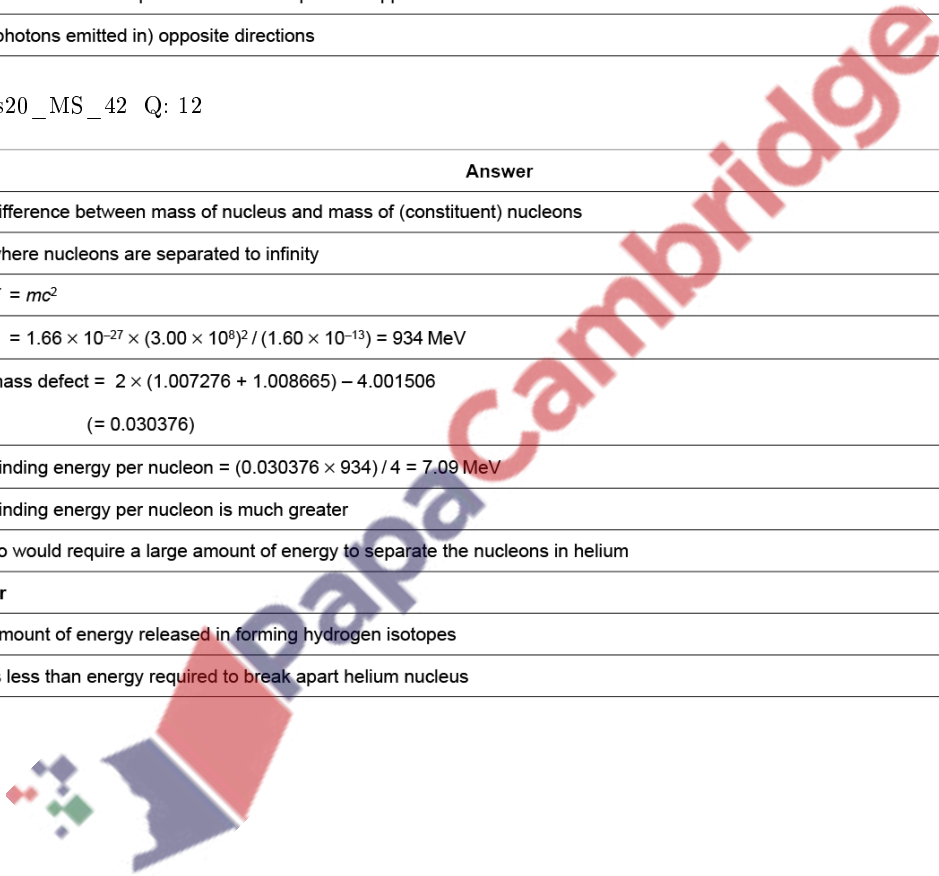 photons emitted in) opposite directions
s20_MS_42 Q: 12
Answer
ifference between mass of nucleus and mass of (constituent) nucleons
where nucleons are separated to infinity
= mc²
= 1.66 × 10⁻²⁷ × (3.00 × 10⁸)² / (1.60 × 10⁻¹³) = 934 MeV
ass defect = 2 × (1.007276 + 1.008665) – 4.001506
(= 0.030376)
inding energy per nucleon = (0.030376 × 934) / 4 = 7.09 MeV
inding energy per nucleon is much greater
o would require a large amount of energy to separate the nucleons in helium
r
mount of energy released in forming hydrogen isotopes
s less than energy required to break apart helium nucleus
PapaCambridge